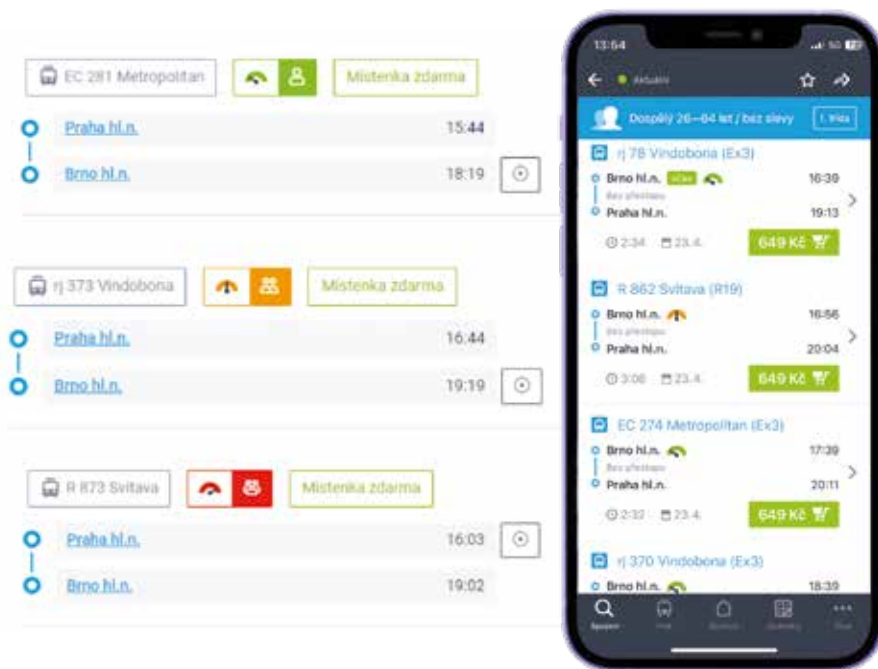 EC 281 Metropolitan
Místenka zdarma
Praha hl.n.
15:44
Brno hl.n.
18:19
rj 373 Vindobona
Místenka zdarma
Praha hl.n.
16:44
Brno hl.n.
19:19
R 873 Svitava
Místenka zdarma
Praha hl.n.
16:03
Brno hl.n.
19:02
13:54
5G
Aktuální
Dospělý 26–64 let / bez slevy
rj 78 Vindobona (Ex3)
Brno hl.n.
16:39
Bez přestupu
Praha hl.n.
19:13
2:34 23. 4.
649 Kč
R 862 Svitava (R19)
Brno hl.n.
16:56
Bez přestupu
Praha hl.n.
20:04
3:08 23. 4.
649 Kč
EC 274 Metropolitan (Ex3)
Brno hl.n.
17:39
Bez přestupu
Praha hl.n.
20:11
2:32 23. 4.
649 Kč
rj 370 Vindobona (Ex3)
Brno hl.n.
18:39